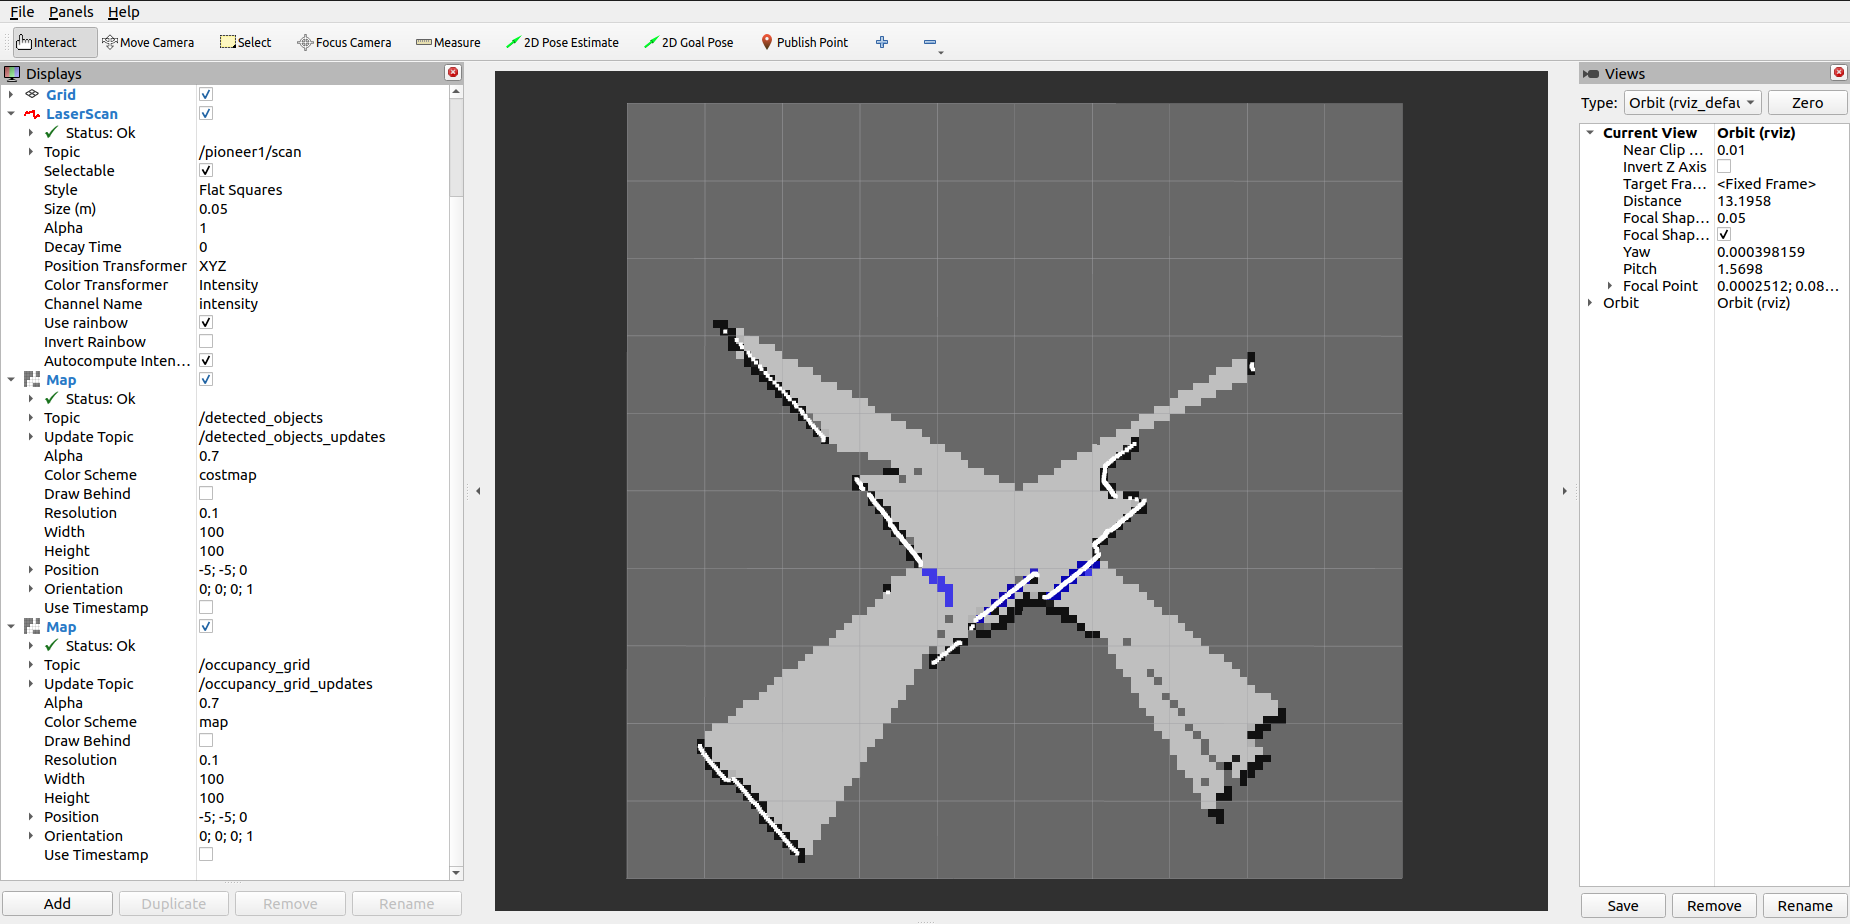 File Panels Help
Interact Move Camera Select Focus Camera Measure 2D Pose Estimate 2D Goal Pose Publish Point
Displays
Grid
LaserScan
Status: Ok
Topic /pioneer1/scan
Selectable
Style Flat Squares
Size (m) 0.05
Alpha 1
Decay Time 0
Position Transformer XYZ
Color Transformer Intensity
Channel Name intensity
Use rainbow
Invert Rainbow
Autocompute Inten...
Map
Status: Ok
Topic /detected_objects
Update Topic /detected_objects_updates
Alpha 0.7
Color Scheme costmap
Draw Behind
Resolution 0.1
Width 100
Height 100
Position -5; -5; 0
Orientation 0; 0; 0; 1
Use Timestamp
Map
Status: Ok
Topic /occupancy_grid
Update Topic /occupancy_grid_updates
Alpha 0.7
Color Scheme map
Draw Behind
Resolution 0.1
Width 100
Height 100
Position -5; -5; 0
Orientation 0; 0; 0; 1
Use Timestamp
Add Duplicate Remove Rename
Views
Type: Orbit (rviz_defau Zero
Current View Orbit (rviz)
Near Clip ... 0.01
Invert Z Axis
Target Fra... <Fixed Frame>
Distance 13.1958
Focal Shap... 0.05
Focal Shap...
Yaw 0.000398159
Pitch 1.5698
Focal Point 0.0002512; 0.08...
Orbit Orbit (rviz)
Save Remove Rename